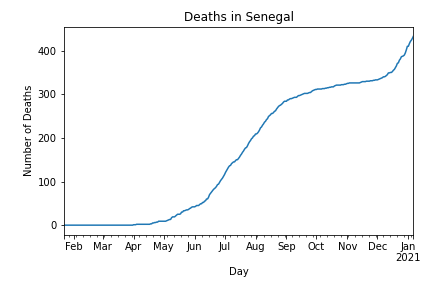 Deaths in Senegal
Number of Deaths
400
300
200
100
0
Feb Mar Apr May Jun Jul Aug Sep Oct Nov Dec Jan
2021
Day